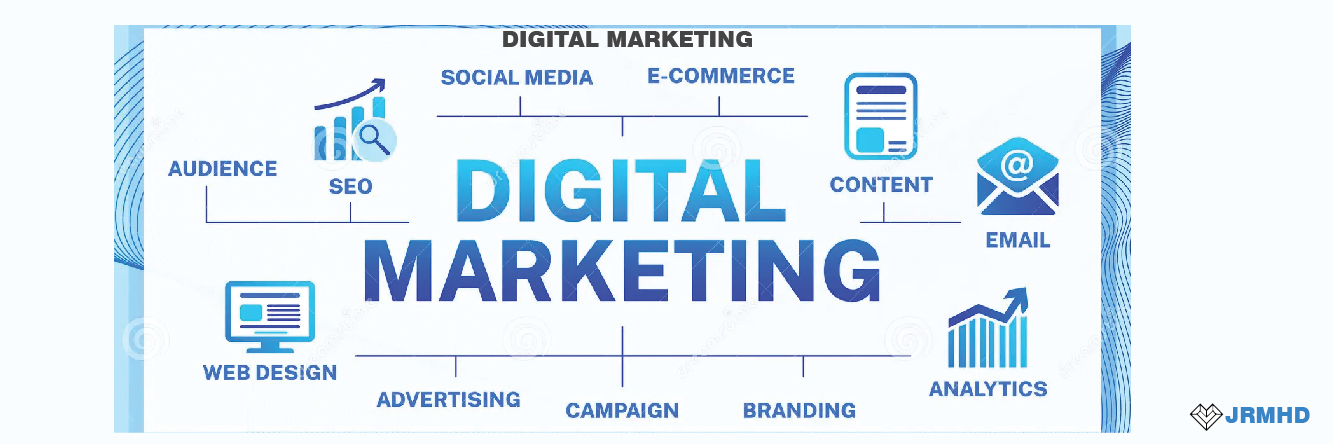 DIGITAL MARKETING
SOCIAL MEDIA
E-COMMERCE
AUDIENCE
SEO
CONTENT
EMAIL
@
DIGITAL
MARKETING
WEB DESIGN
ADVERTISING
CAMPAIGN
BRANDING
ANALYTICS
JRMHD